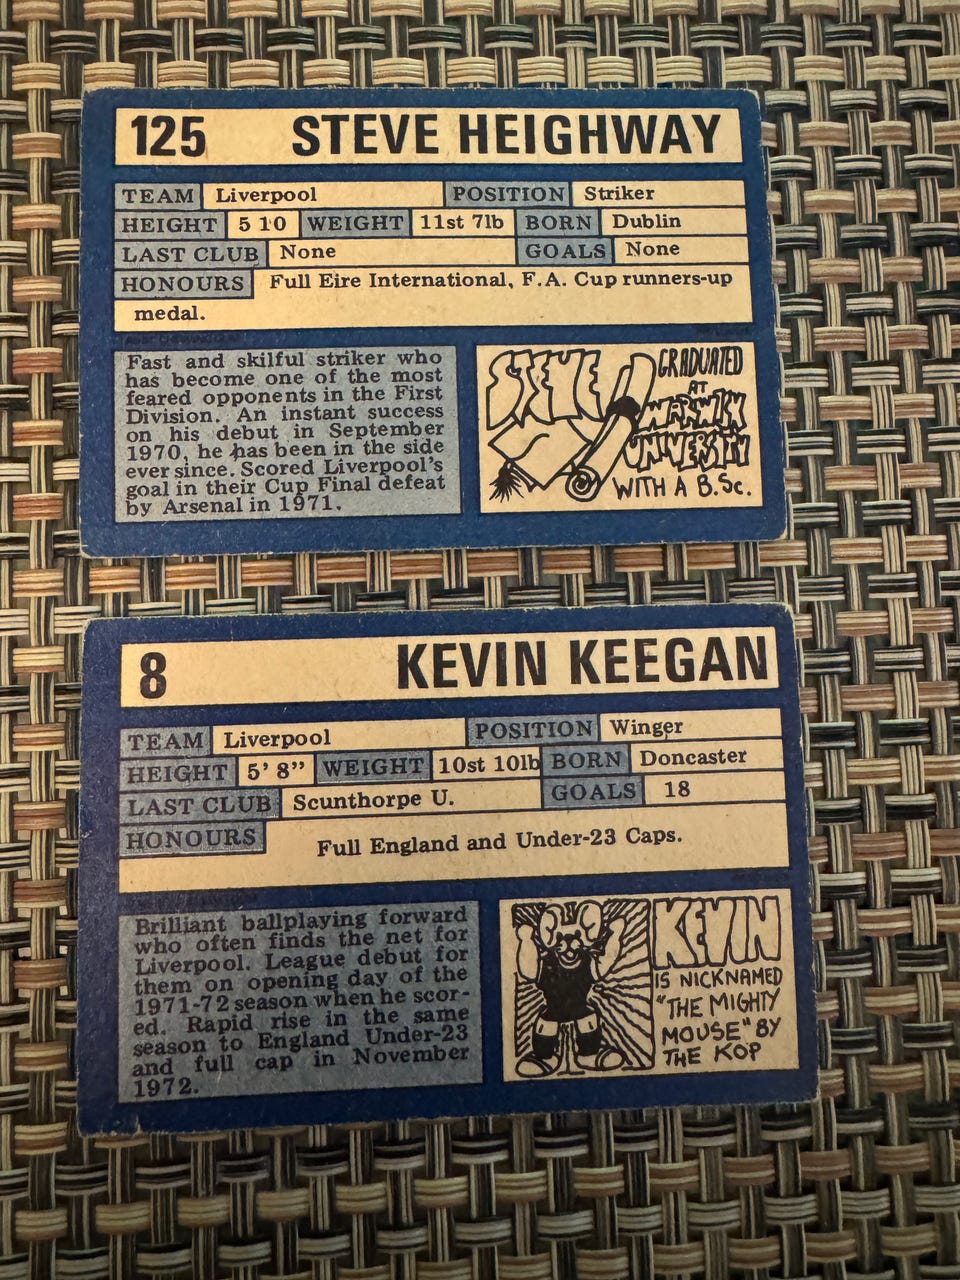 125 STEVE HEIGHWAY
TEAM Liverpool POSITION Striker
HEIGHT 5 10 WEIGHT 11st 7lb BORN Dublin
LAST CLUB None GOALS None
HONOURS Full Eire International, F.A. Cup runners-up
medal.
Fast and skilful striker who
has become one of the most
feared opponents in the First
Division. An instant success
on his debut in September
1970, he has been in the side
ever since. Scored Liverpool's
goal in their Cup Final defeat
by Arsenal in 1971.
STEVE
GRADUATED
AT
WARWIK
UNIVERSITY
WITH A B.Sc.
8 KEVIN KEEGAN
TEAM Liverpool POSITION Winger
HEIGHT 5' 8" WEIGHT 10st 10lb BORN Doncaster
LAST CLUB Scunthorpe U. GOALS 18
HONOURS Full England and Under-23 Caps.
Brilliant ballplaying forward
who often finds the net for
Liverpool. League debut for
them on opening day of the
1971-72 season when he scor-
ed. Rapid rise in the same
season to England Under-23
and full cap in November
1972.
KEVIN
IS NICKNAMED
"THE MIGHTY
MOUSE" BY
THE KOP